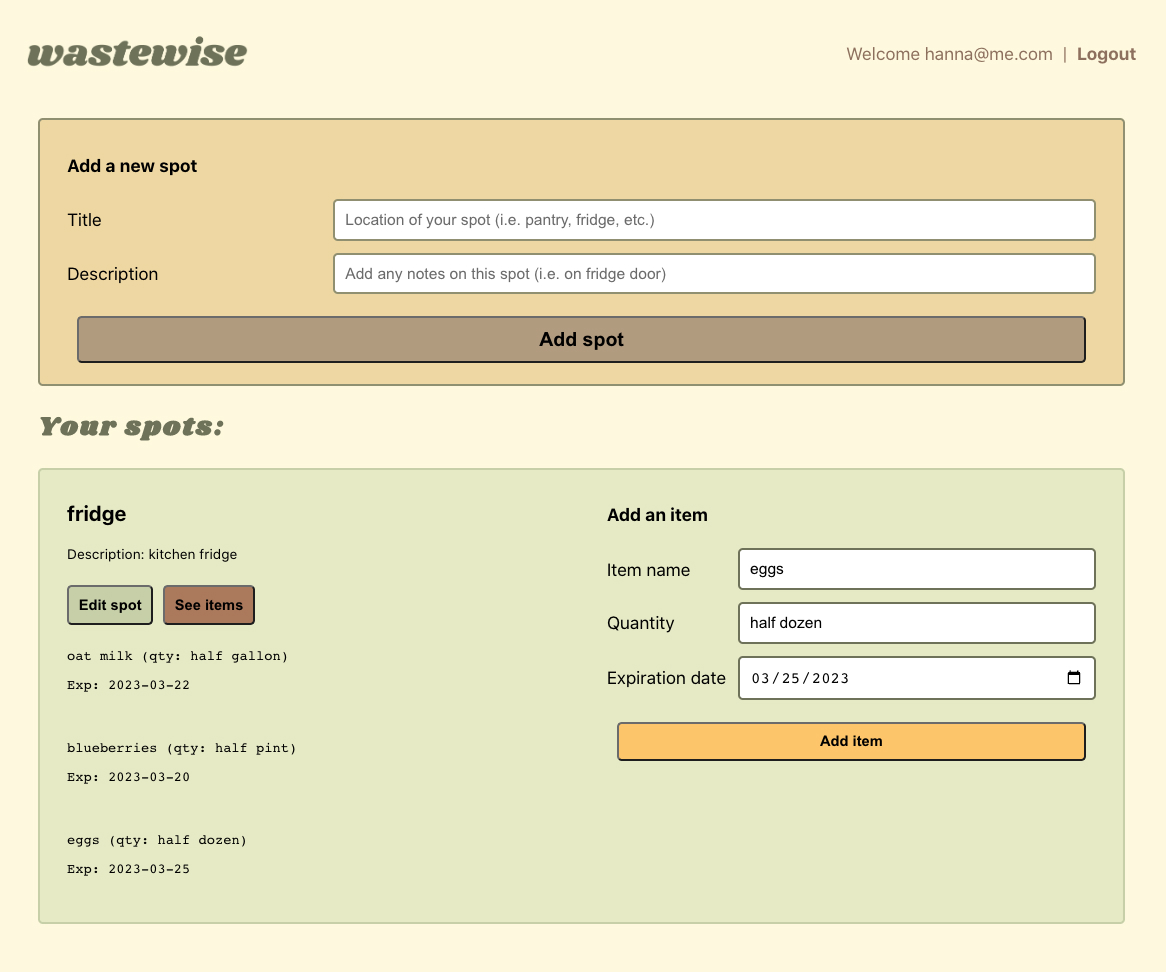 wastewise
Welcome hanna@me.com | Logout
Add a new spot
Title
Location of your spot (i.e. pantry, fridge, etc.)
Description
Add any notes on this spot (i.e. on fridge door)
Add spot
Your spots:
fridge
Description: kitchen fridge
Edit spot
See items
oat milk (qty: half gallon)
Exp: 2023-03-22
blueberries (qty: half pint)
Exp: 2023-03-20
eggs (qty: half dozen)
Exp: 2023-03-25
Add an item
Item name
eggs
Quantity
half dozen
Expiration date
03/25/2023
Add item